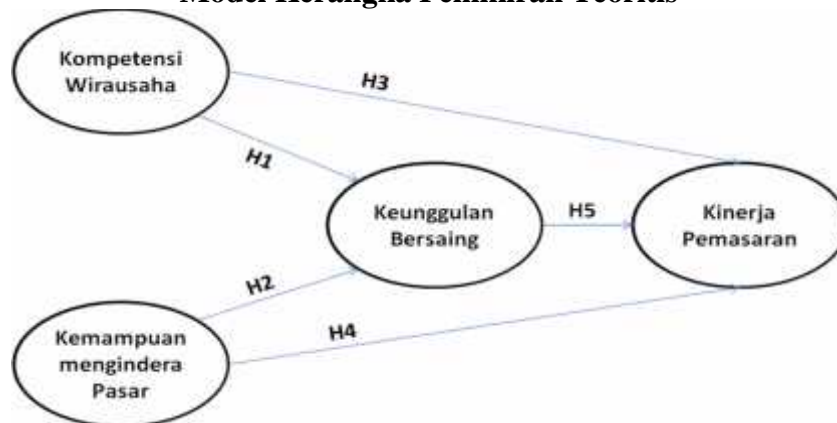 Model Kerangka Pemikiran Teoritis
Kompetensi
Wirausaha
H3
H1
Keunggulan
Bersaing
H5
Kinerja
Pemasaran
H2
H4
Kemampuan
mengindera
Pasar